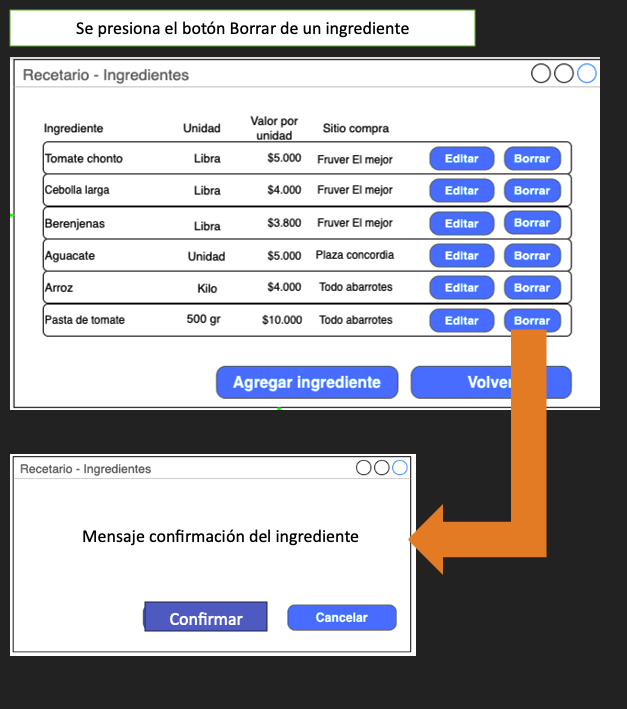 Se presiona el botón Borrar de un ingrediente
Recetario - Ingredientes
Ingrediente Unidad Valor por unidad Sitio compra
Tomate chonto Libra $5.000 Fruver El mejor Editar Borrar
Cebolla larga Libra $4.000 Fruver El mejor Editar Borrar
Berenjenas Libra $3.800 Fruver El mejor Editar Borrar
Aguacate Unidad $5.000 Plaza concordia Editar Borrar
Arroz Kilo $4.000 Todo abarrotes Editar Borrar
Pasta de tomate 500 gr $10.000 Todo abarrotes Editar Borrar
Agregar ingrediente Volve
Recetario - Ingredientes
Mensaje confirmación del ingrediente
Confirmar Cancelar